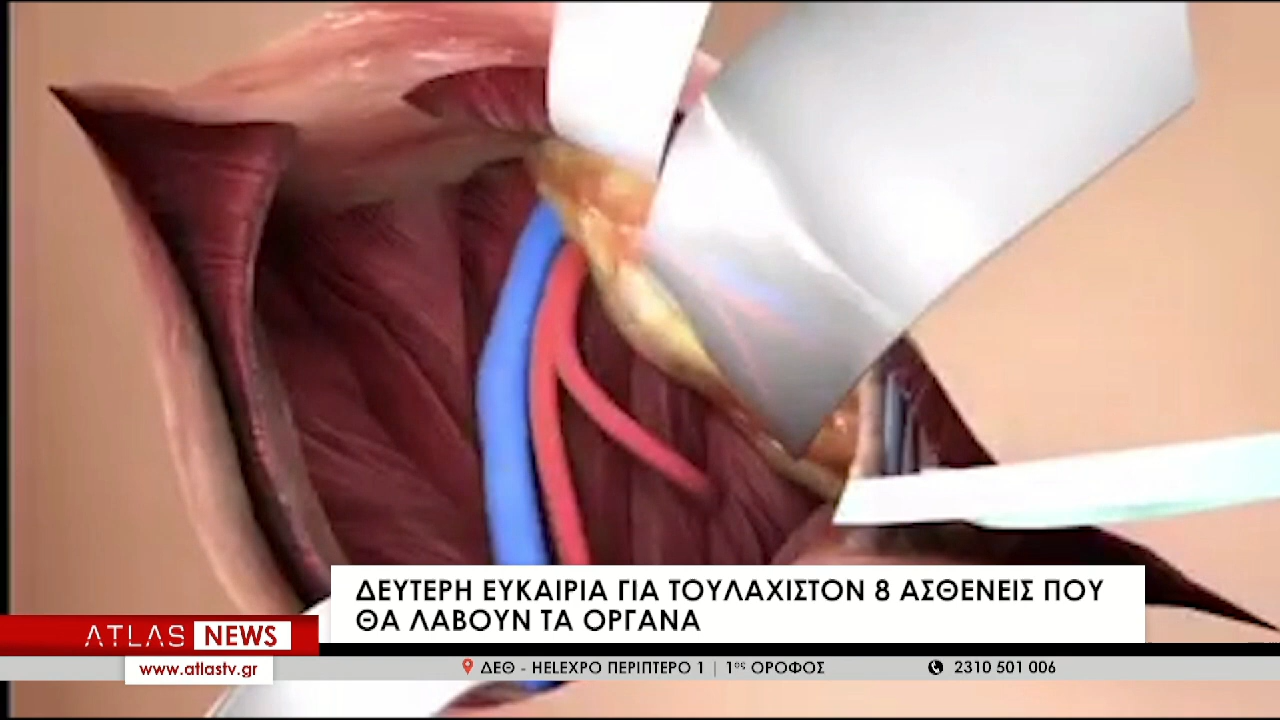 ΔΕΥΤΕΡΗ ΕΥΚΑΙΡΙΑ ΓΙΑ ΤΟΥΛΑΧΙΣΤΟΝ 8 ΑΣΘΕΝΕΙΣ ΠΟΥ
ΘΑ ΛΑΒΟΥΝ ΤΑ ΟΡΓΑΝΑ
ATLAS NEWS
www.atlastv.gr
ΔΕΘ - HELEXPO ΠΕΡΙΠΤΕΡΟ 1 | 1ος ΟΡΟΦΟΣ
2310 501 006